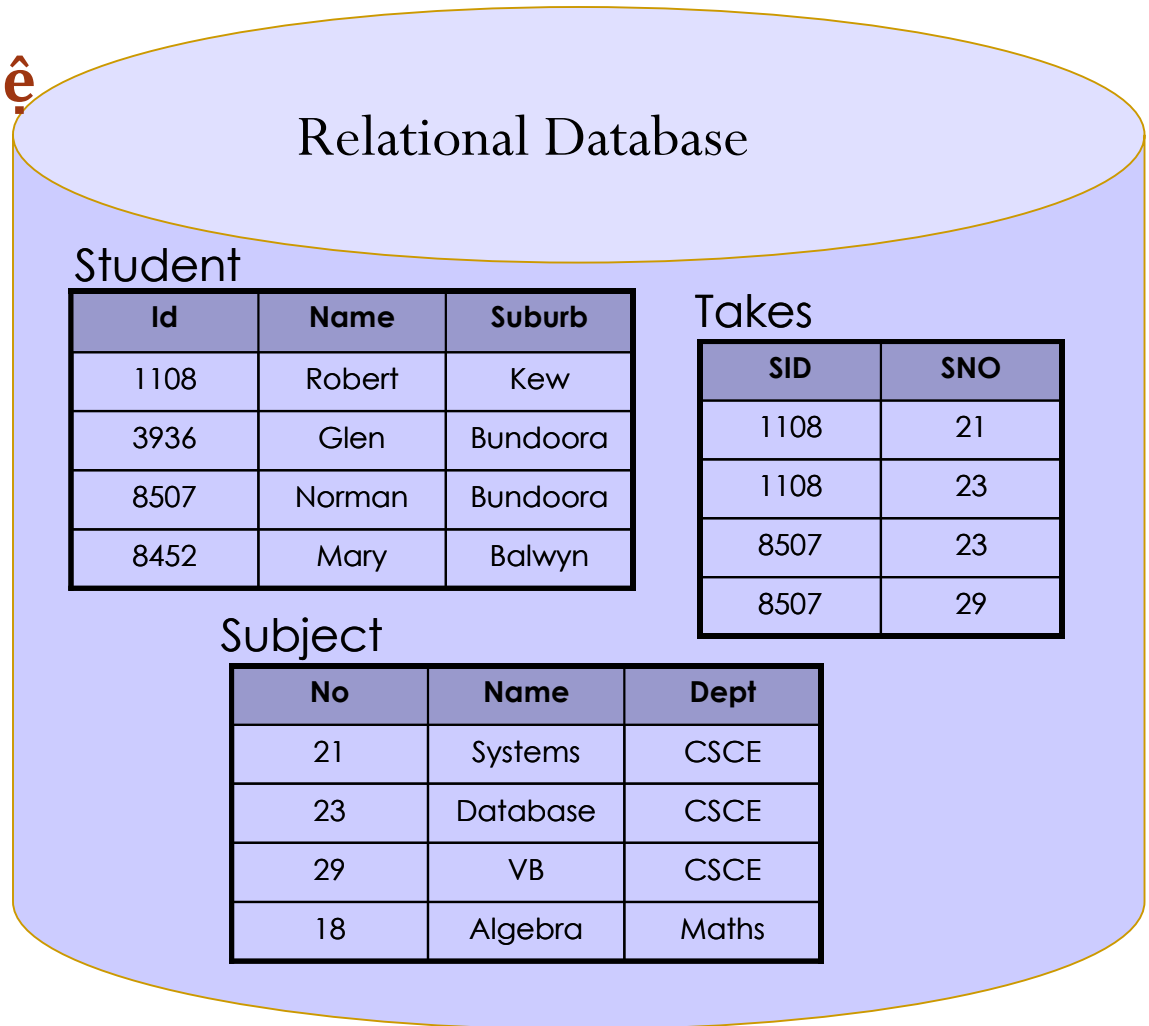 ệ
Relational Database
Student
Id Name Suburb
1108 Robert Kew
3936 Glen Bundoora
8507 Norman Bundoora
8452 Mary Balwyn
Takes
SID SNO
1108 21
1108 23
8507 23
8507 29
Subject
No Name Dept
21 Systems CSCE
23 Database CSCE
29 VB CSCE
18 Algebra Maths